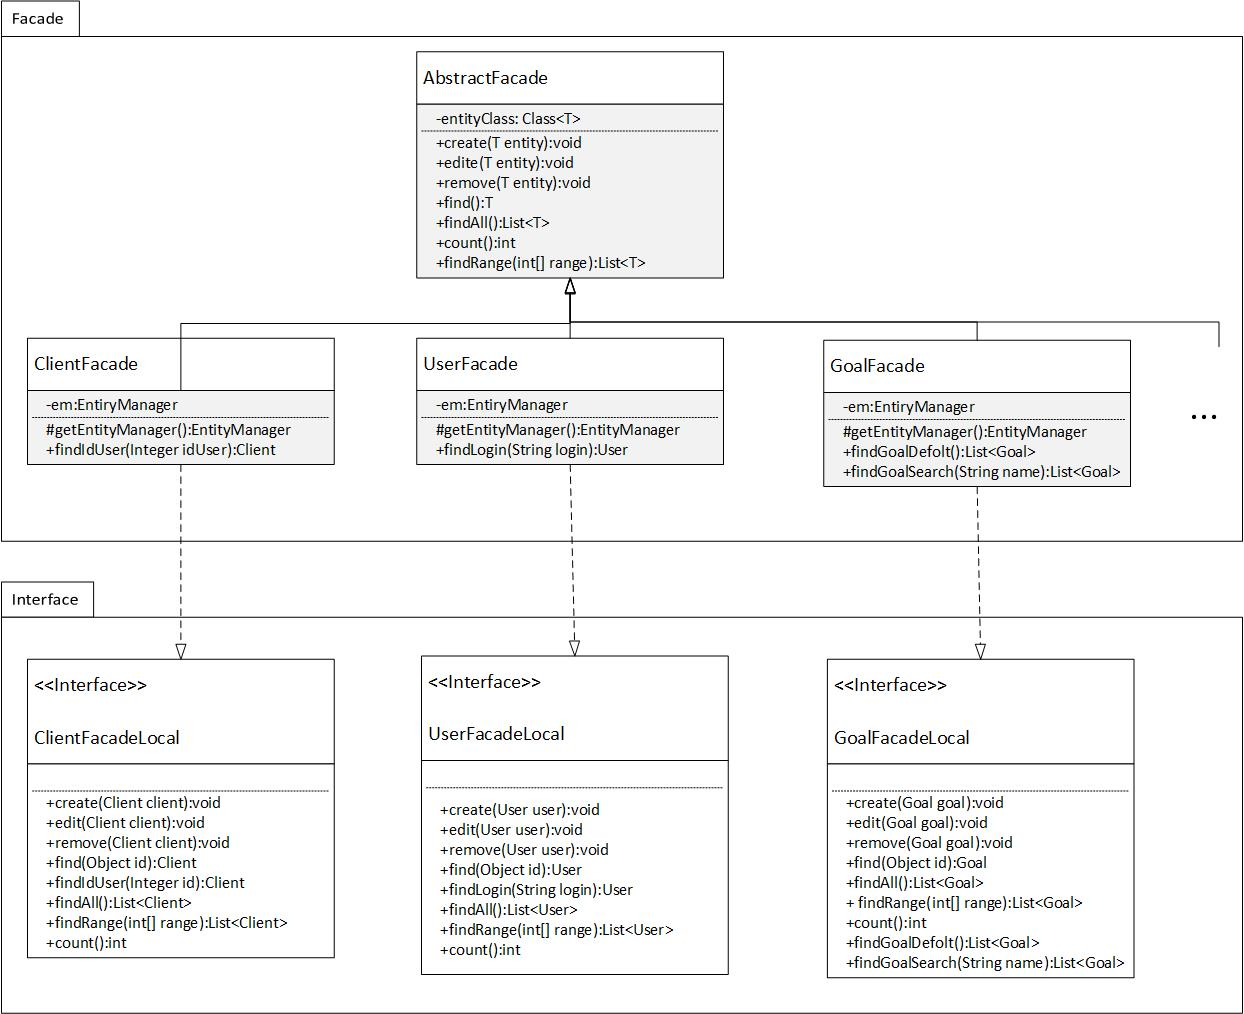 Facade
AbstractFacade
-entityClass: Class<T>
+create(T entity):void
+edite(T entity):void
+remove(T entity):void
+find():T
+findAll():List<T>
+count():int
+findRange(int[] range):List<T>
ClientFacade
-em:EntiryManager
#getEntityManager():EntityManager
+findIdUser(Integer idUser):Client
UserFacade
-em:EntiryManager
#getEntityManager():EntityManager
+findLogin(String login):User
GoalFacade
-em:EntiryManager
#getEntityManager():EntityManager
+findGoalDefolt():List<Goal>
+findGoalSearch(String name):List<Goal>
...
Interface
<<Interface>>
ClientFacadeLocal
+create(Client client):void
+edit(Client client):void
+remove(Client client):void
+find(Object id):Client
+findIdUser(Integer id):Client
+findAll():List<Client>
+findRange(int[] range):List<Client>
+count():int
<<Interface>>
UserFacadeLocal
+create(User user):void
+edit(User user):void
+remove(User user):void
+find(Object id):User
+findLogin(String login):User
+findAll():List<User>
+findRange(int[] range):List<User>
+count():int
<<Interface>>
GoalFacadeLocal
+create(Goal goal):void
+edit(Goal goal):void
+remove(Goal goal):void
+find(Object id):Goal
+findAll():List<Goal>
+ findRange(int[] range):List<Goal>
+count():int
+findGoalDefolt():List<Goal>
+findGoalSearch(String name):List<Goal>